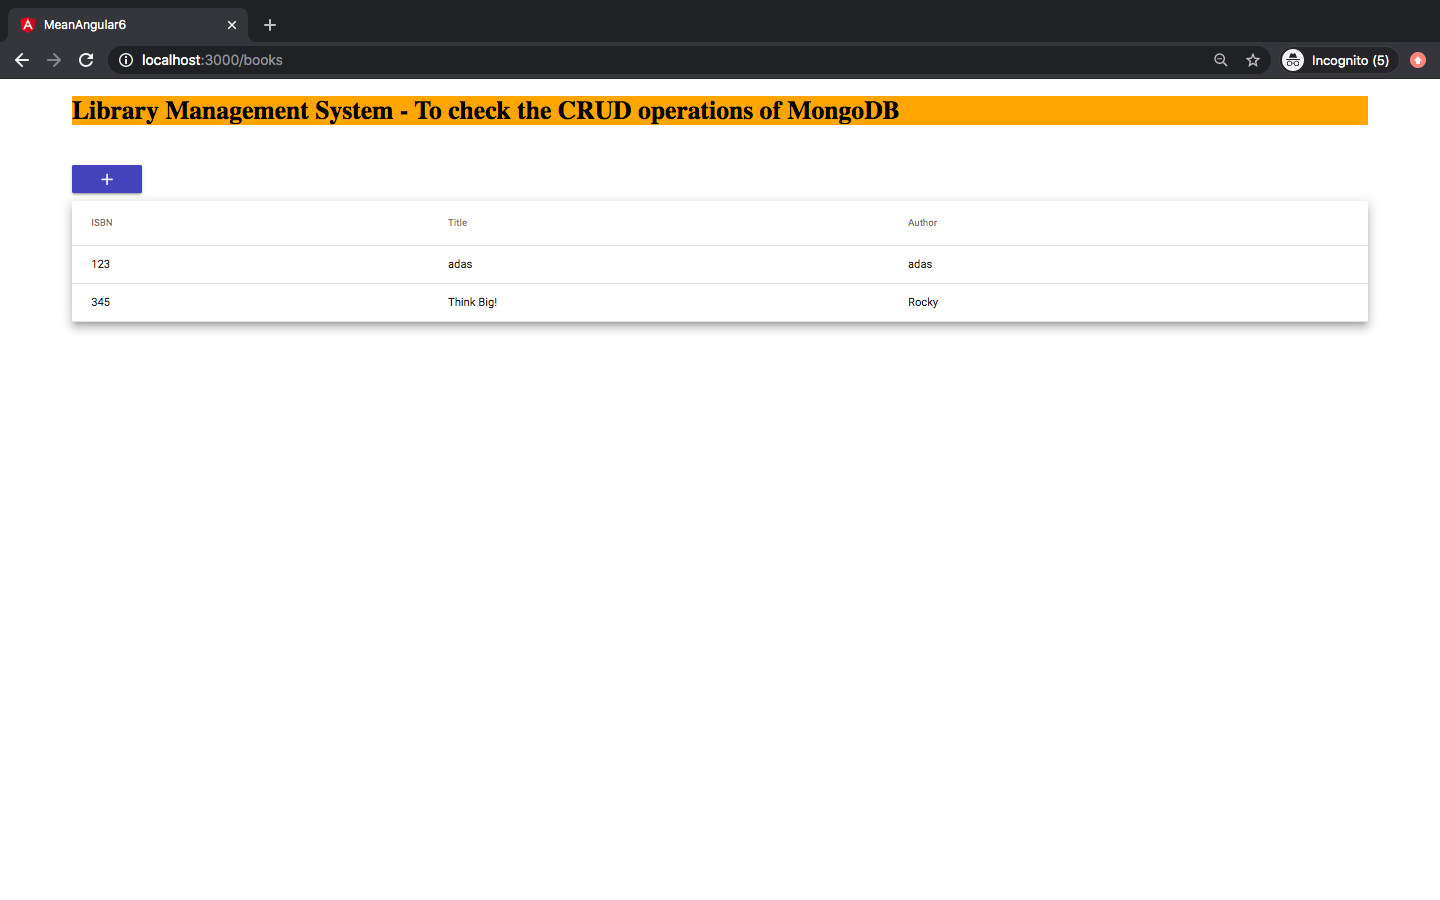 MeanAngular6
localhost:3000/books
Incognito (5)
Library Management System - To check the CRUD operations of MongoDB
+
ISBN Title Author
123 adas adas
345 Think Big! Rocky